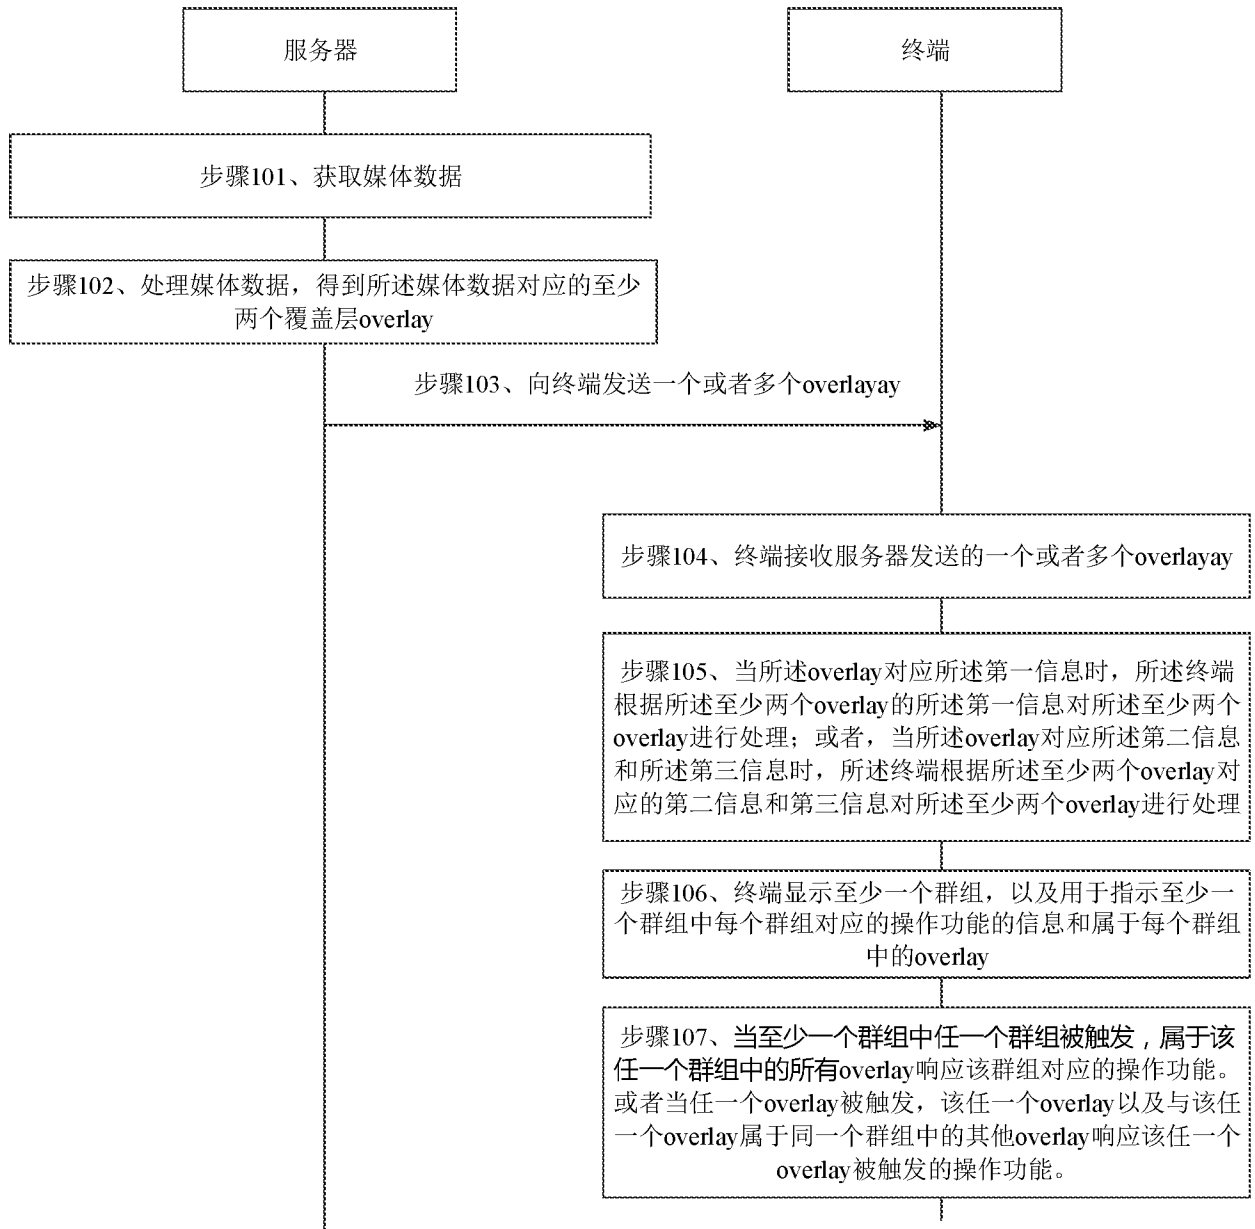 服务器
终端
步骤101、获取媒体数据
步骤102、处理媒体数据，得到所述媒体数据对应的至少
两个覆盖层overlay
步骤103、向终端发送一个或者多个overlayay
步骤104、终端接收服务器发送的一个或者多个overlayay
步骤105、当所述overlay对应所述第一信息时，所述终端
根据所述至少两个overlay的所述第一信息对所述至少两个
overlay进行处理；或者，当所述overlay对应所述第二信息
和所述第三信息时，所述终端根据所述至少两个overlay对
应的第二信息和第三信息对所述至少两个overlay进行处理
步骤106、终端显示至少一个群组，以及用于指示至少一
个群组中每个群组对应的操作功能的信息和属于每个群组
中的overlay
步骤107、当至少一个群组中任一个群组被触发，属于该
任一个群组中的所有overlay响应该群组对应的操作功能。
或者当任一个overlay被触发，该任一个overlay以及与该任
一个overlay属于同一个群组中的其他overlay响应该任一个
overlay被触发的操作功能。